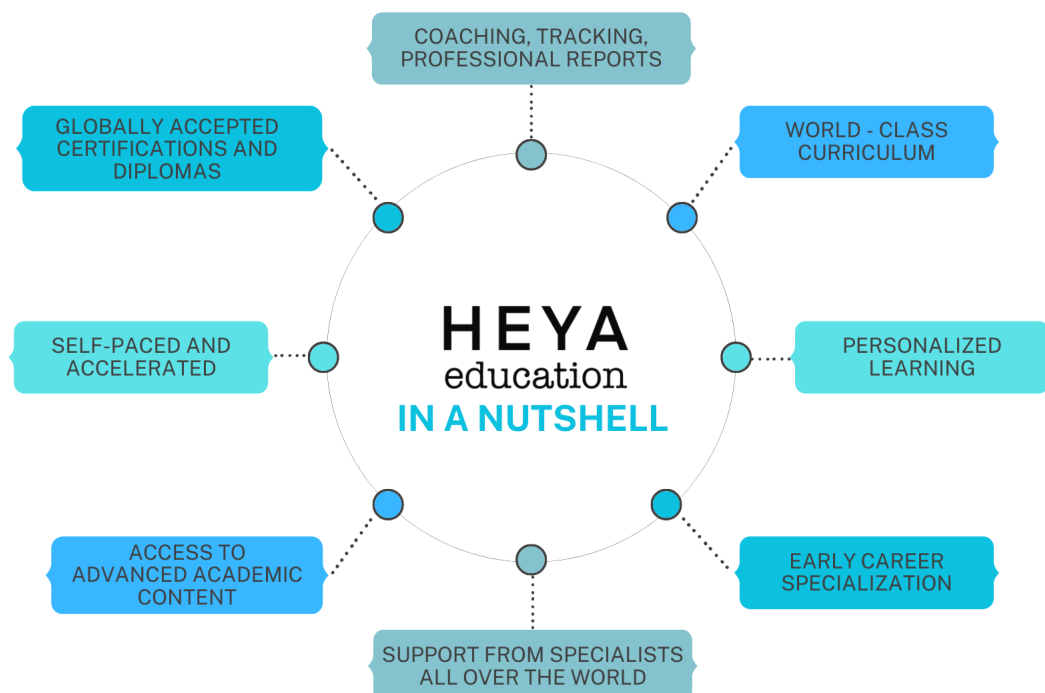 COACHING, TRACKING,
PROFESSIONAL REPORTS
GLOBALLY ACCEPTED
CERTIFICATIONS AND
DIPLOMAS
WORLD - CLASS
CURRICULUM
SELF-PACED AND
ACCELERATED
HEYA
education
IN A NUTSHELL
PERSONALIZED
LEARNING
ACCESS TO
ADVANCED ACADEMIC
CONTENT
EARLY CAREER
SPECIALIZATION
SUPPORT FROM SPECIALISTS
ALL OVER THE WORLD